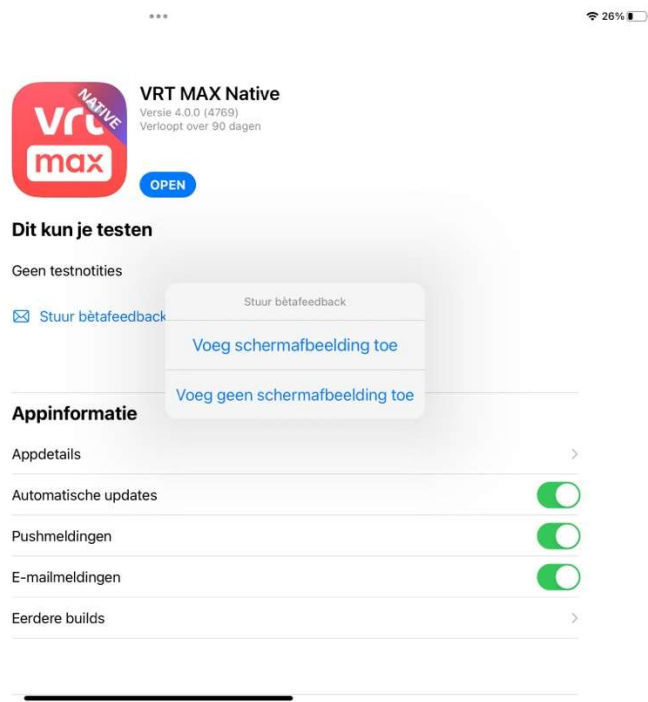 26%
NATIVE
vrt
max
VRT MAX Native
Versie 4.0.0 (4769)
Verloopt over 90 dagen
OPEN
Dit kun je testen
Geen testnotities
Stuur bètafeedback
Stuur bètafeedback
Voeg schermafbeelding toe
Voeg geen schermafbeelding toe
Appinformatie
Appdetails
Automatische updates
Pushmeldingen
E-mailmeldingen
Eerdere builds